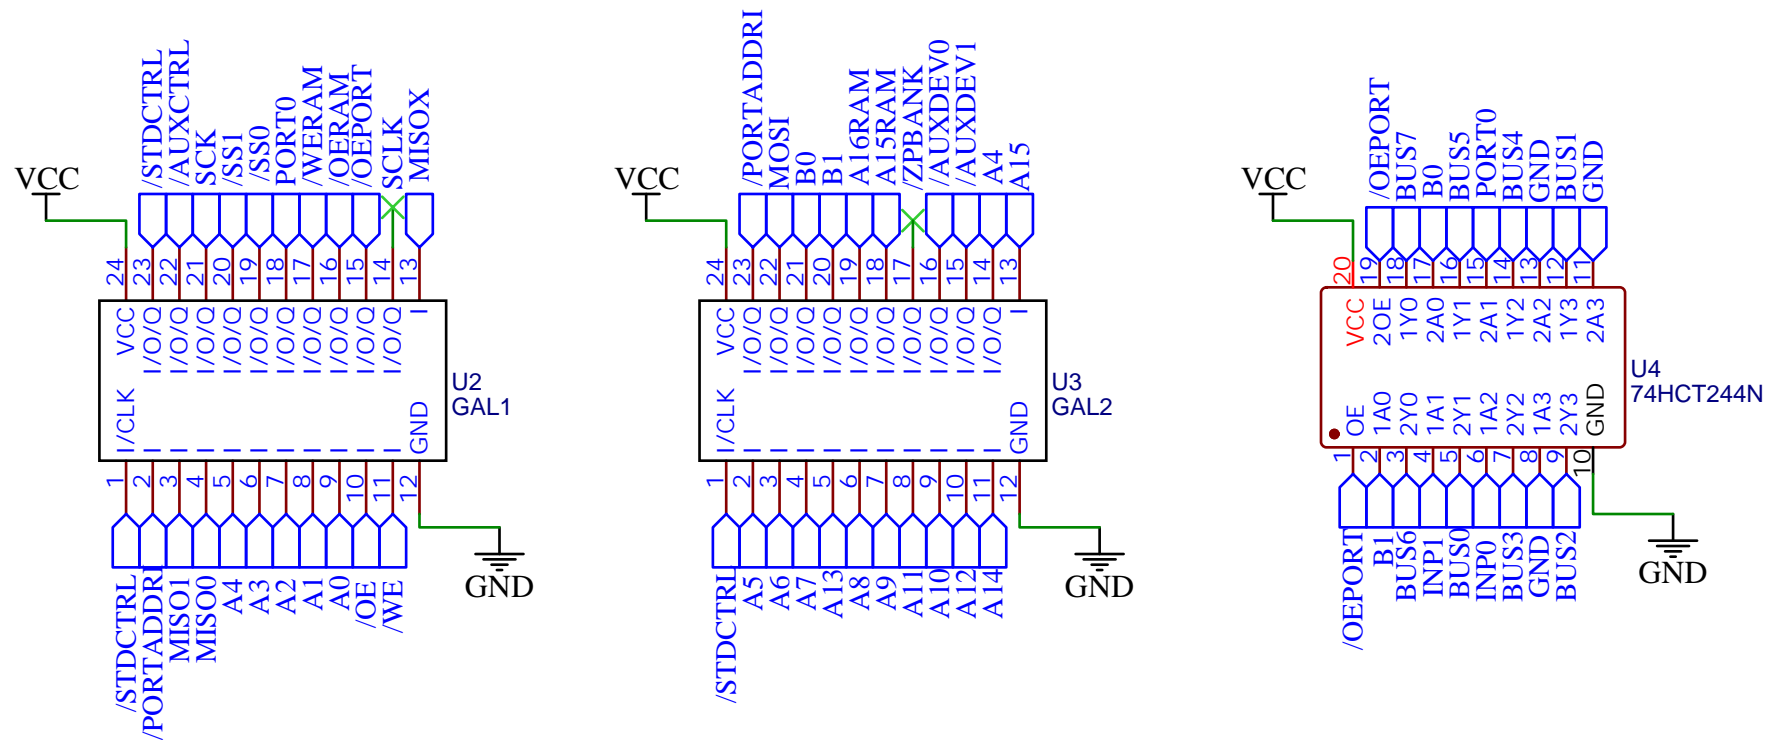 VCC
/STDCTRL
/AUXCTRL
SCK
/SS1
/SS0
PORT0
/WERAM
/OERAM
/OEPORT
SCLK
MISOX
24
23
22
21
20
19
18
17
16
15
14
13
VCC
I/O/Q
I/O/Q
I/O/Q
I/O/Q
I/O/Q
I/O/Q
I/O/Q
I/O/Q
I/O/Q
I/O/Q
I
U2
GAL1
I/CLK
I
I
I
I
I
I
I
I
I
I
GND
1
2
3
4
5
6
7
8
9
10
11
12
/STDCTRL
/PORTADDRI
MISO1
MISO0
A4
A3
A2
A1
A0
/OE
/WE
GND
VCC
/PORTADDRI
MOSI
B0
B1
A16RAM
A15RAM
/ZPBANK
/AUXDEV0
/AUXDEV1
A4
A15
24
23
22
21
20
19
18
17
16
15
14
13
VCC
I/O/Q
I/O/Q
I/O/Q
I/O/Q
I/O/Q
I/O/Q
I/O/Q
I/O/Q
I/O/Q
I/O/Q
I
U3
GAL2
I/CLK
I
I
I
I
I
I
I
I
I
I
GND
1
2
3
4
5
6
7
8
9
10
11
12
/STDCTRL
A5
A6
A7
A13
A8
A9
A11
A10
A12
A14
GND
VCC
/OEPORT
BUS7
B0
BUS5
PORT0
BUS4
GND
BUS1
GND
20
19
18
17
16
15
14
13
12
11
VCC
2OE
1Y0
2A0
1Y1
2A1
1Y2
2A2
1Y3
2A3
U4
74HCT244N
OE
1A0
2Y0
1A1
2Y1
1A2
2Y2
1A3
2Y3
GND
1
2
3
4
5
6
7
8
9
10
/OEPORT
B1
BUS6
INP1
BUS0
INP0
BUS3
GND
BUS2
GND